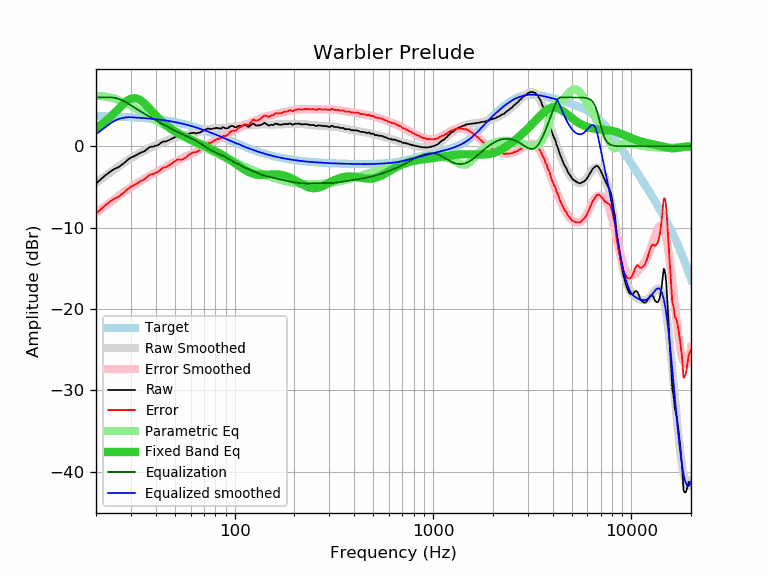 Warbler Prelude
Amplitude (dBr)
0
−10
−20
−30
−40
Target
Raw Smoothed
Error Smoothed
Raw
Error
Parametric Eq
Fixed Band Eq
Equalization
Equalized smoothed
100
1000
10000
Frequency (Hz)